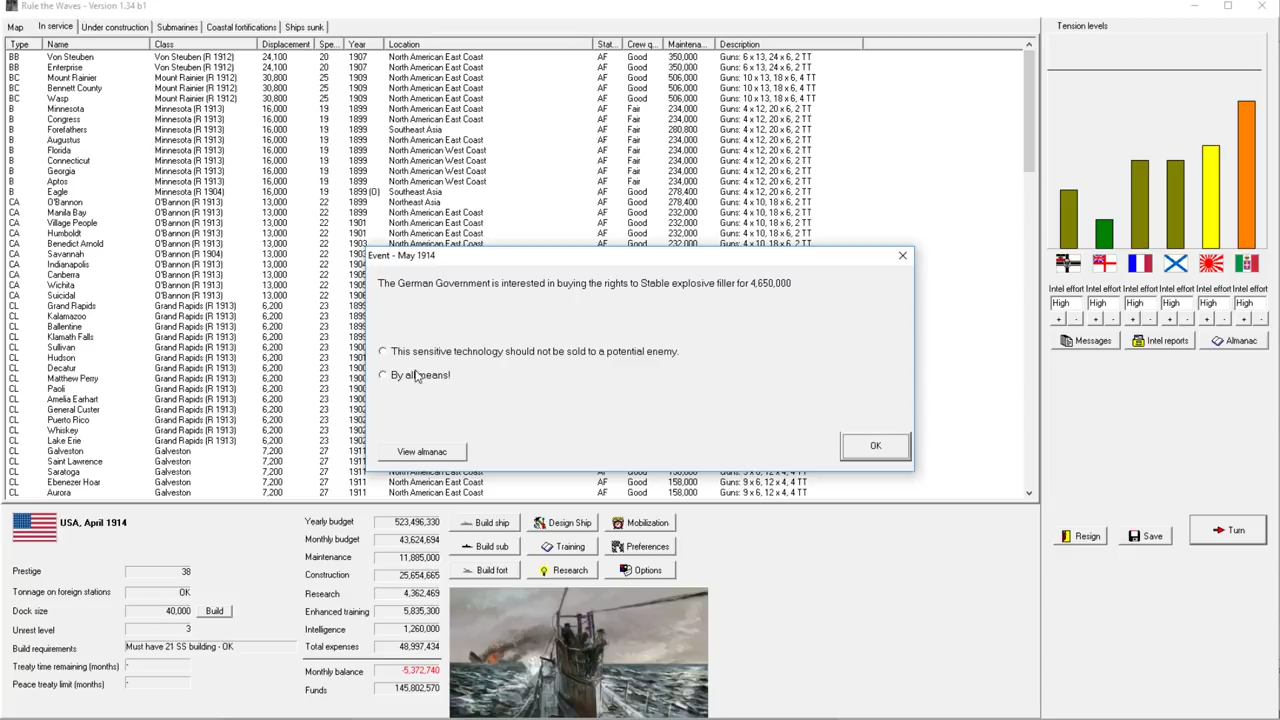 Rule the Waves - Version 1.34 b1
Map In service Under construction Submarines Coastal fortifications Ships sunk
Type Name Class Displacement Spe... Year Location Stat... Crew q... Maintena... Description
BB Von Steuben Von Steuben (R 1912) 24,100 20 1907 North American East Coast AF Good 350,000 Guns: 6 x 13, 24 x 6, 2 TT
BB Enterprise Von Steuben (R 1912) 24,100 20 1907 North American East Coast AF Good 350,000 Guns: 6 x 13, 24 x 6, 2 TT
BC Mount Rainier Mount Rainier (R 1912) 30,800 25 1909 North American East Coast AF Good 506,000 Guns: 10 x 13, 18 x 6, 4 TT
BC Bennett County Mount Rainier (R 1912) 30,800 25 1909 North American East Coast AF Good 506,000 Guns: 10 x 13, 18 x 6, 4 TT
BC Wasp Mount Rainier (R 1912) 30,800 25 1909 North American East Coast AF Good 506,000 Guns: 10 x 13, 18 x 6, 4 TT
B Minnesota Minnesota (R 1913) 16,000 19 1899 North American East Coast AF Fair 234,000 Guns: 4 x 12, 20 x 6, 2 TT
B Congress Minnesota (R 1913) 16,000 19 1899 North American East Coast AF Fair 234,000 Guns: 4 x 12, 20 x 6, 2 TT
B Forefathers Minnesota (R 1913) 16,000 19 1899 Southeast Asia AF Fair 280,800 Guns: 4 x 12, 20 x 6, 2 TT
B Augustus Minnesota (R 1913) 16,000 19 1899 North American East Coast AF Fair 234,000 Guns: 4 x 12, 20 x 6, 2 TT
B Florida Minnesota (R 1913) 16,000 19 1899 North American West Coast AF Fair 234,000 Guns: 4 x 12, 20 x 6, 2 TT
B Connecticut Minnesota (R 1913) 16,000 19 1899 North American East Coast AF Fair 234,000 Guns: 4 x 12, 20 x 6, 2 TT
B Georgia Minnesota (R 1913) 16,000 19 1899 North American West Coast AF Fair 234,000 Guns: 4 x 12, 20 x 6, 2 TT
B Aptos Minnesota (R 1913) 16,000 19 1899 North American West Coast AF Fair 234,000 Guns: 4 x 12, 20 x 6, 2 TT
B Eagle Minnesota (R 1904) 16,000 19 1899 (O) Southeast Asia AF Good 278,400 Guns: 4 x 12, 20 x 6, 2 TT
CA O'Bannon O'Bannon (R 1913) 13,000 22 1899 Northeast Asia AF Good 278,400 Guns: 4 x 10, 18 x 6, 2 TT
CA Manila Bay O'Bannon (R 1913) 13,000 22 1899 North American East Coast AF Good 232,000 Guns: 4 x 10, 18 x 6, 2 TT
CA Village People O'Bannon (R 1913) 13,000 22 1901 North American East Coast AF Good 232,000 Guns: 4 x 10, 18 x 6, 2 TT
CA Humboldt O'Bannon (R 1913) 13,000 22 1901 North American East Coast AF Good 232,000 Guns: 4 x 10, 18 x 6, 2 TT
CA Benedict Arnold O'Bannon (R 1913) 13,000 22 1903 North American East Coast AF Good 232,000 Guns: 4 x 10, 18 x 6, 2 TT
CA Savannah O'Bannon (R 1904) 13,000 22
CA Indianapolis O'Bannon (R 1913) 13,000 22
CA Canberra O'Bannon (R 1913) 13,000 22
CA Wichita O'Bannon (R 1913) 13,000 22
CA Suicidal O'Bannon (R 1913) 13,000 22
CL Grand Rapids Grand Rapids (R 1913) 6,200 23
CL Kalamazoo Grand Rapids (R 1913) 6,200 23
CL Ballentine Grand Rapids (R 1913) 6,200 23
CL Klamath Falls Grand Rapids (R 1913) 6,200 23
CL Sullivan Grand Rapids (R 1913) 6,200 23
CL Hudson Grand Rapids (R 1913) 6,200 23
CL Decatur Grand Rapids (R 1913) 6,200 23
CL Matthew Perry Grand Rapids (R 1913) 6,200 23
CL Paoli Grand Rapids (R 1913) 6,200 23
CL Amelia Earhart Grand Rapids (R 1913) 6,200 23
CL General Custer Grand Rapids (R 1913) 6,200 23
CL Puerto Rico Grand Rapids (R 1913) 6,200 23
CL Whiskey Grand Rapids (R 1913) 6,200 23
CL Lake Erie Grand Rapids (R 1913) 6,200 23
CL Galveston Galveston 7,200 27
CL Saint Lawrence Galveston 7,200 27
CL Saratoga Galveston 7,200 27
CL Ebenezer Hoar Galveston 7,200 27 1911 North American East Coast AF Good 158,000 Guns: 9 x 6, 12 x 4, 4 TT
CL Aurora Galveston 7,200 27 1911 North American East Coast AF Good 158,000 Guns: 9 x 6, 12 x 4, 4 TT
Event - May 1914
The German Government is interested in buying the rights to Stable explosive filler for 4,650,000
This sensitive technology should not be sold to a potential enemy.
By all means!
View almanac
OK
Tension levels
Intel effort Intel effort Intel effort Intel effort Intel effort Intel effort
High High High High High High
+ - + - + - + - + - + -
Messages Intel reports Almanac
Resign Save Turn
USA, April 1914
Prestige 38
Tonnage on foreign stations OK
Dock size 40,000 Build
Unrest level 3
Build requirements Must have 21 SS building - OK
Treaty time remaining (months) -
Peace treaty limit (months) -
Yearly budget 523,496,330
Monthly budget 43,624,694
Maintenance 11,885,000
Construction 25,654,665
Research 4,362,469
Enhanced training 5,835,300
Intelligence 1,260,000
Total expenses 48,997,434
Monthly balance -5,372,740
Funds 145,802,570
Build ship Design Ship Mobilization
Build sub Training Preferences
Build fort Research Options